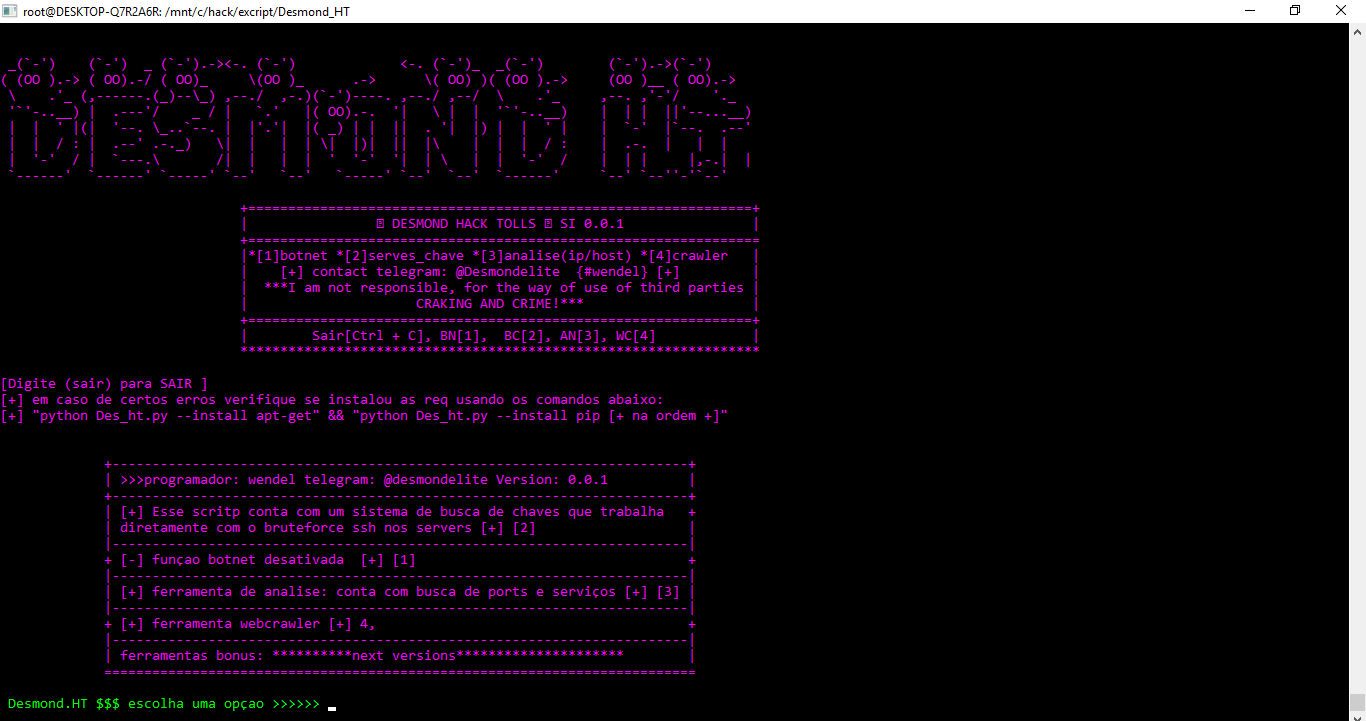 root@DESKTOP-Q7R2A6R: /mnt/c/hack/excript/Desmond_HT
DESMOND HT
DESMOND HACK TOLLS SI 0.0.1
*[1]botnet *[2]serves_chave *[3]analise(ip/host) *[4]crawler
[+] contact telegram: @Desmondelite {#wendel} [+]
***I am not responsible, for the way of use of third parties
CRAKING AND CRIME!***
Sair[Ctrl + C], BN[1], BC[2], AN[3], WC[4]
[Digite (sair) para SAIR ]
[+] em caso de certos erros verifique se instalou as req usando os comandos abaixo:
[+] "python Des_ht.py --install apt-get" && "python Des_ht.py --install pip [+ na ordem +]"
>>>programador: wendel telegram: @desmondelite Version: 0.0.1
[+] Esse scritp conta com um sistema de busca de chaves que trabalha
diretamente com o bruteforce ssh nos servers [+] [2]
[-] funçao botnet desativada [+] [1]
[+] ferramenta de analise: conta com busca de ports e serviços [+] [3]
[+] ferramenta webcrawler [+] 4,
ferramentas bonus: **********next versions*********************
Desmond.HT $$$ escolha uma opçao >>>>>>